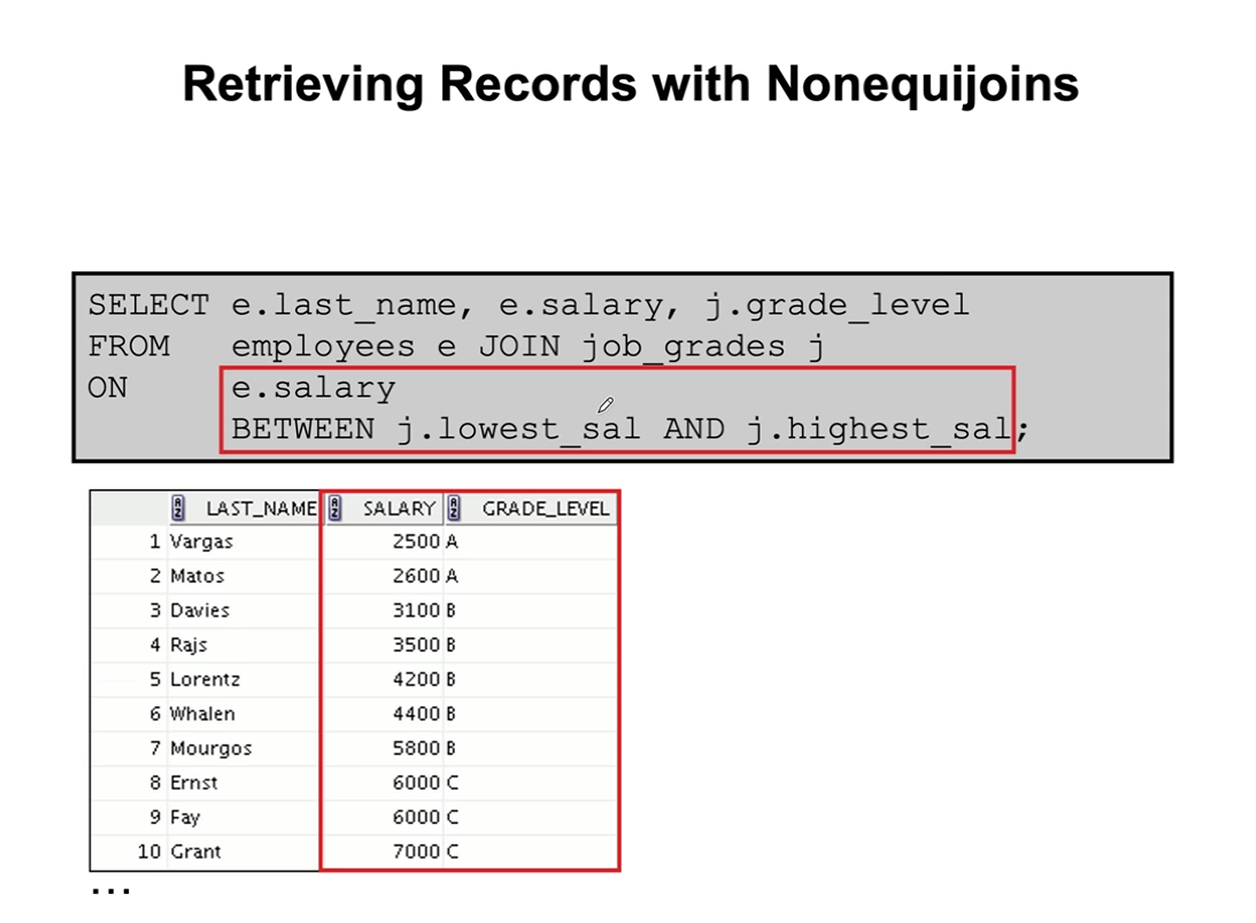 Retrieving Records with Nonequijoins
SELECT e.last_name, e.salary, j.grade_level
FROM   employees e JOIN job_grades j
ON     e.salary
       BETWEEN j.lowest_sal AND j.highest_sal;
LAST_NAME SALARY GRADE_LEVEL
1 Vargas 2500 A
2 Matos 2600 A
3 Davies 3100 B
4 Rajs 3500 B
5 Lorentz 4200 B
6 Whalen 4400 B
7 Mourgos 5800 B
8 Ernst 6000 C
9 Fay 6000 C
10 Grant 7000 C
...